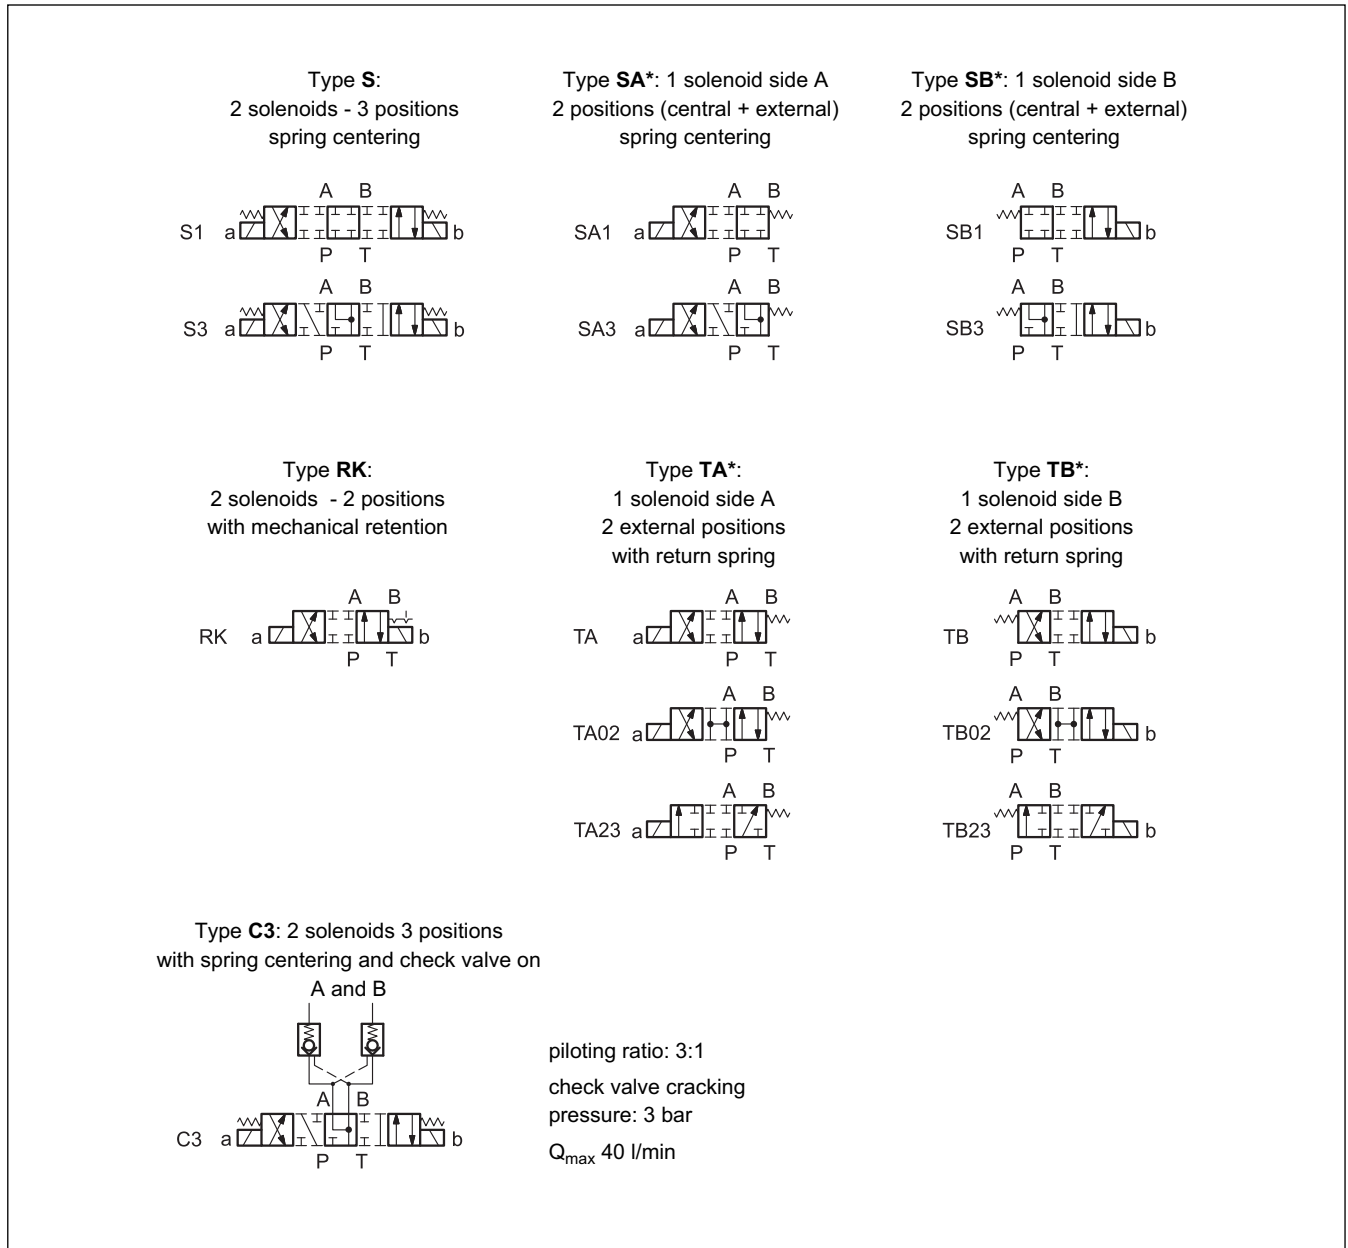 Type S:
2 solenoids - 3 positions
spring centering
A B
S1 a b
P T
A B
S3 a b
P T
Type SA*: 1 solenoid side A
2 positions (central + external)
spring centering
A B
SA1 a
P T
A B
SA3 a
P T
Type SB*: 1 solenoid side B
2 positions (central + external)
spring centering
A B
SB1 b
P T
A B
SB3 b
P T
Type RK:
2 solenoids - 2 positions
with mechanical retention
A B
RK a b
P T
Type TA*:
1 solenoid side A
2 external positions
with return spring
A B
TA a
P T
A B
TA02 a
P T
A B
TA23 a
P T
Type TB*:
1 solenoid side B
2 external positions
with return spring
A B
TB b
P T
A B
TB02 b
P T
A B
TB23 b
P T
Type C3: 2 solenoids 3 positions
with spring centering and check valve on
A and B
A B
C3 a b
P T
piloting ratio: 3:1
check valve cracking
pressure: 3 bar
Qmax 40 l/min